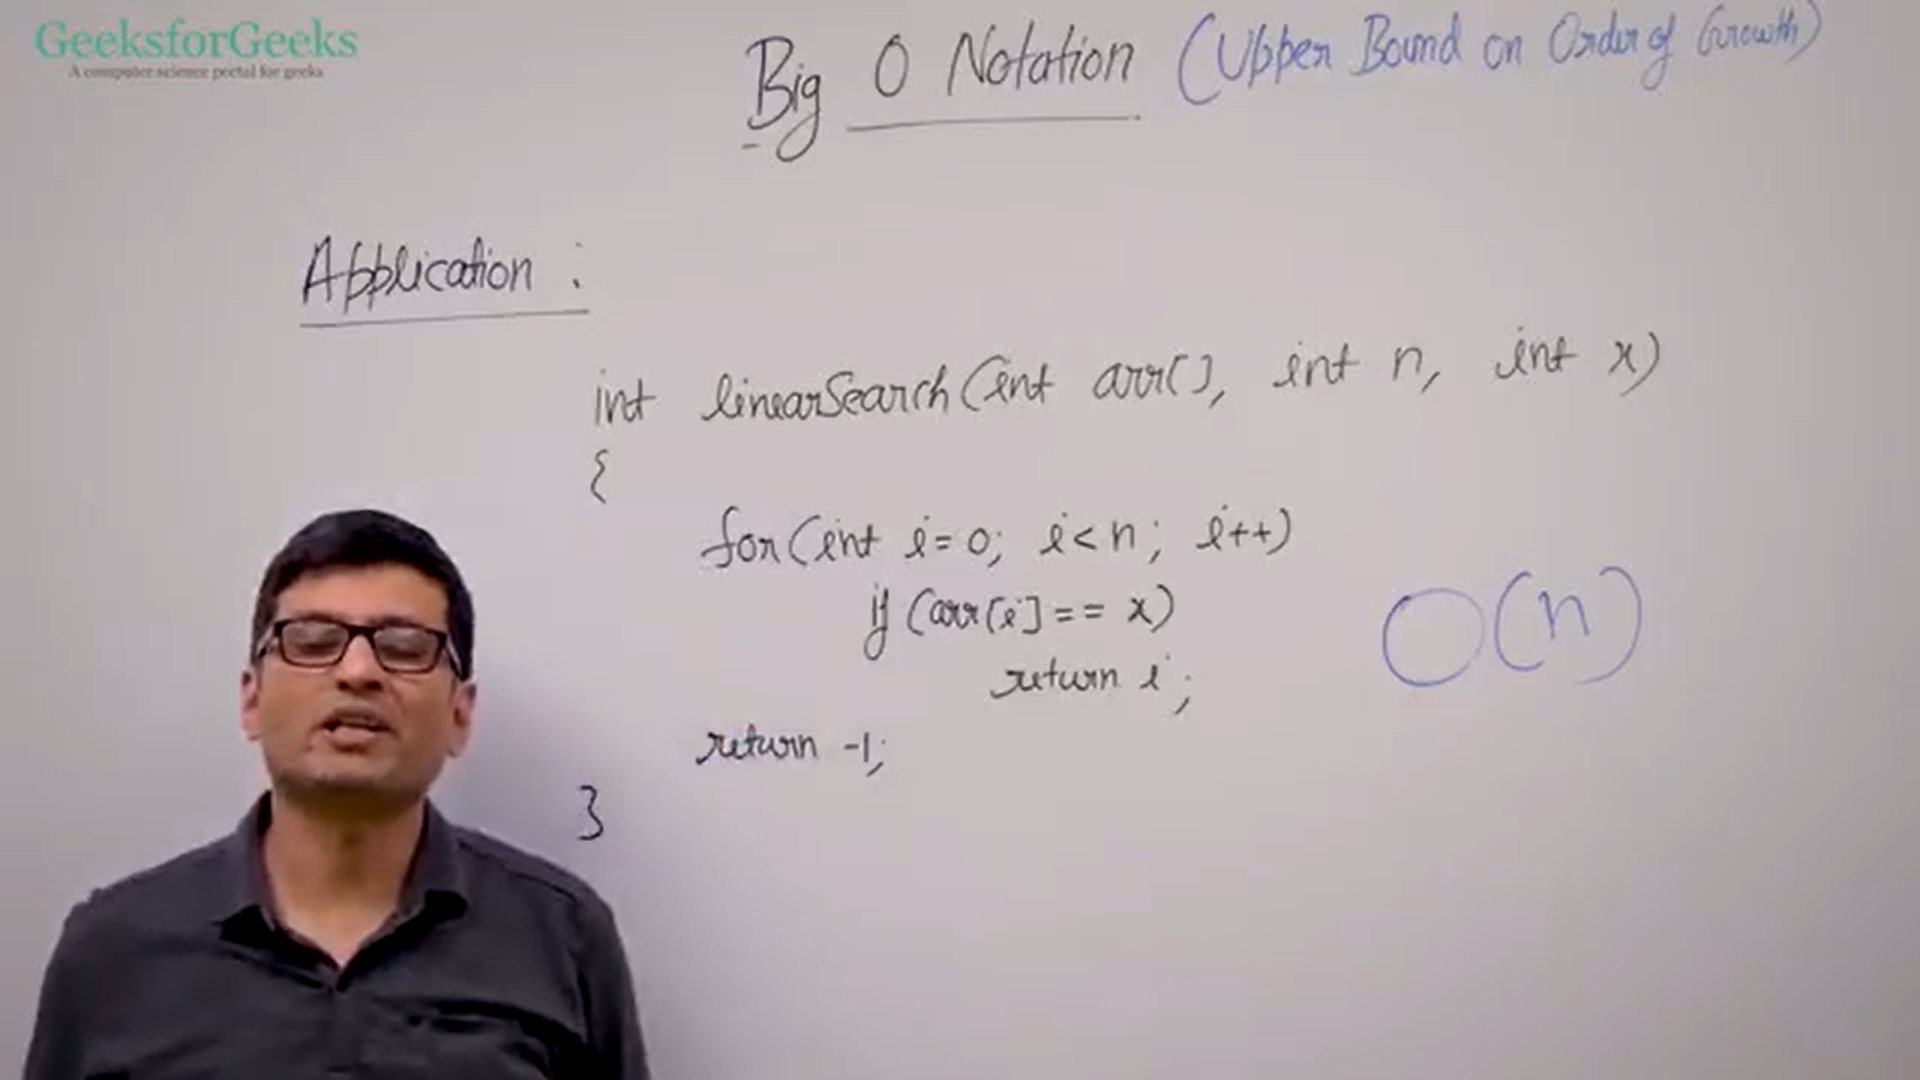 GeeksforGeeks
A computer science portal for geeks
Big O Notation (Upper Bound on Order of Growth)
Application :
int linearSearch(int arr[], int n, int x)
{
for(int i=0; i<n; i++)
if (arr[i] == x)
return i;
return -1;
}
O(n)